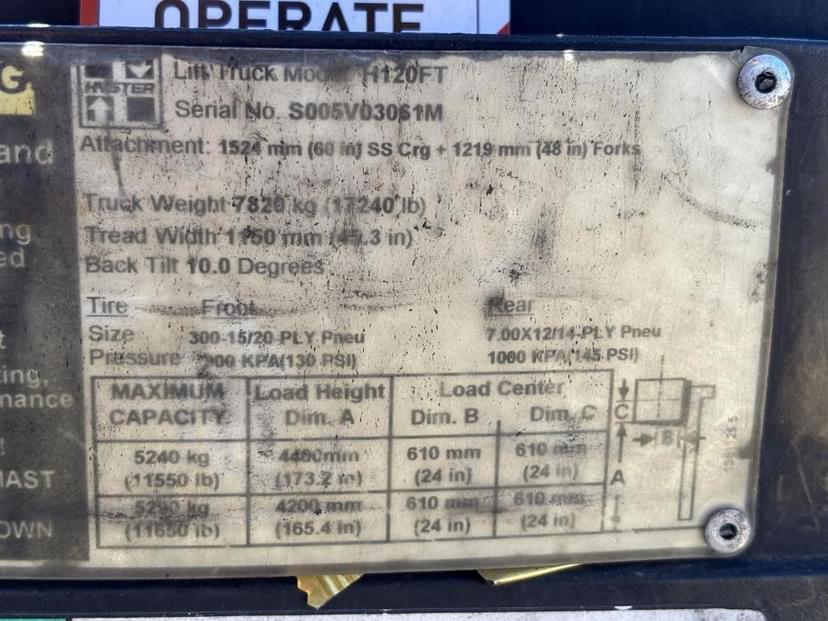 OPERATE
G
and
ng
ed
t
ing,
nance
!
MAST
OWN
HYSTER
Lift Truck Model H120FT
Serial No. S005V03061M
Attachment: 1524 mm (60 in) SS Crg + 1219 mm (48 in) Forks
Truck Weight 7820 kg (17240 lb)
Tread Width mm in)
Back Tilt 10.0 Degrees
Tire Front Rear
Size 300-15/20 PLY Pneu 7.00X12/14-PLY Pneu
Pressure KPA(130 PSI) 1000 KPA(145 PSI)
MAXIMUM CAPACITY Load Height Dim. A Load Center Dim. B Dim. C
5240 kg 4400mm 610 mm 610 mm
(11550 lb) (173.2 in) (24 in) (24 in)
5290 kg 4200 mm 610 mm 610 mm
(11650 lb) (165.4 in) (24 in) (24 in)
C
B
A